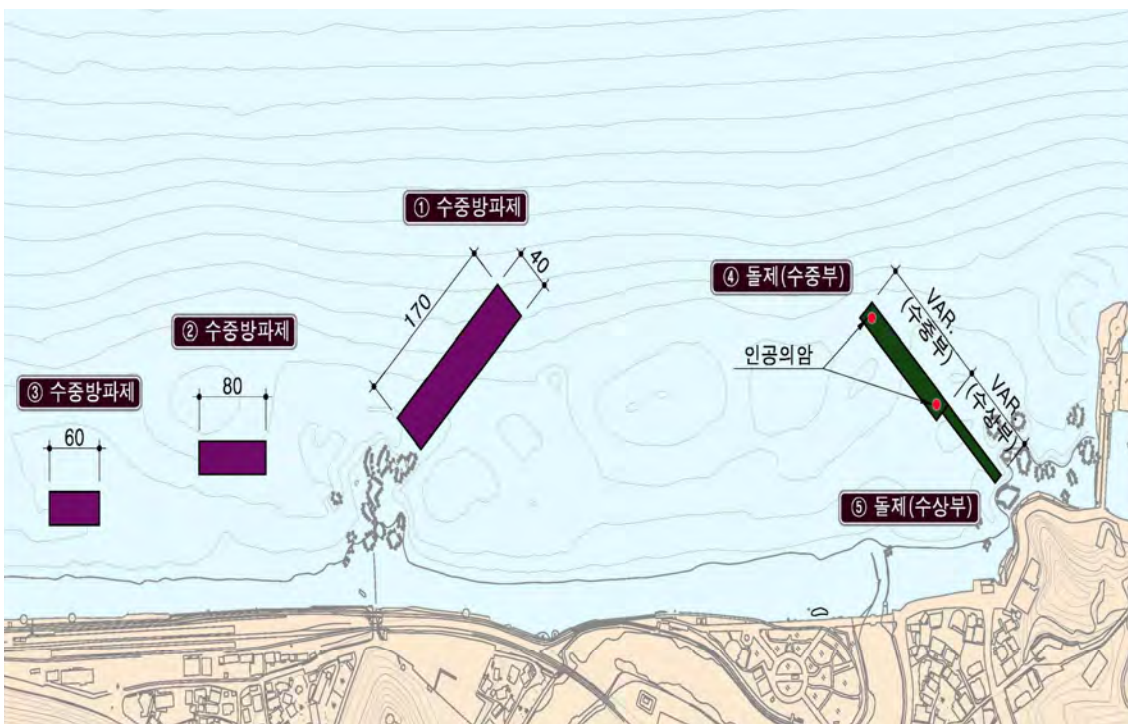 ① 수중방파제
40
170
④ 돌제(수중부)
VAR.
(수중부)
② 수중방파제
인공의암
80
③ 수중방파제
VAR.
(수상부)
60
⑤ 돌제(수상부)